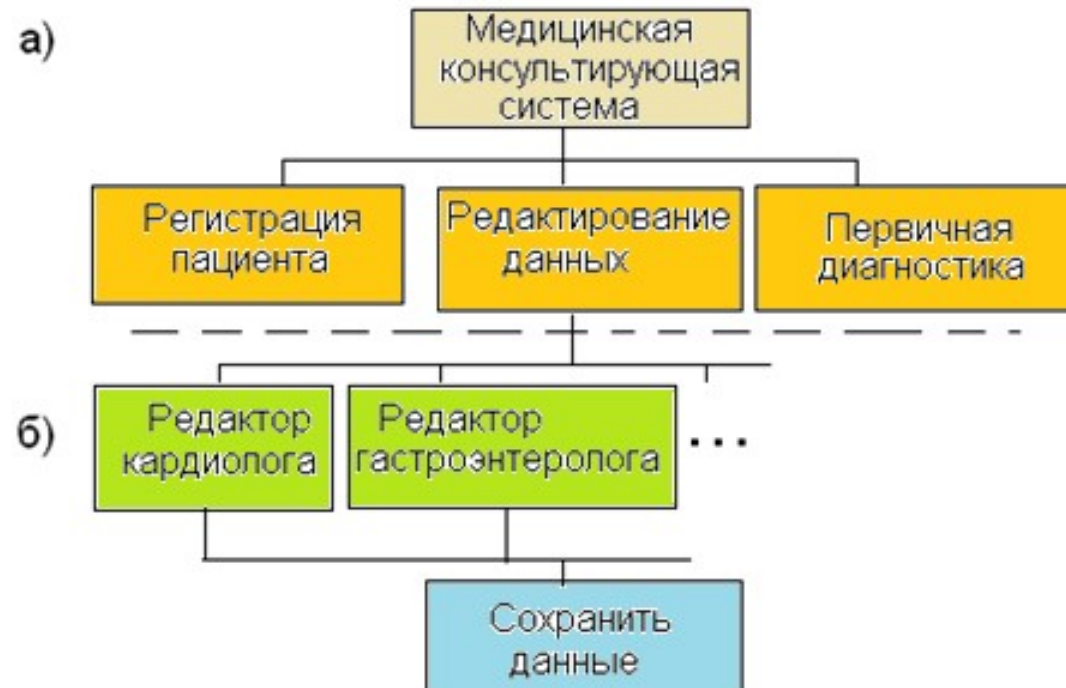 а)
Медицинская
консультирующая
система
Регистрация
пациента
Редактирование
данных
Первичная
диагностика
б)
Редактор
кардиолога
Редактор
гастроэнтеролога
...
Сохранить
данные